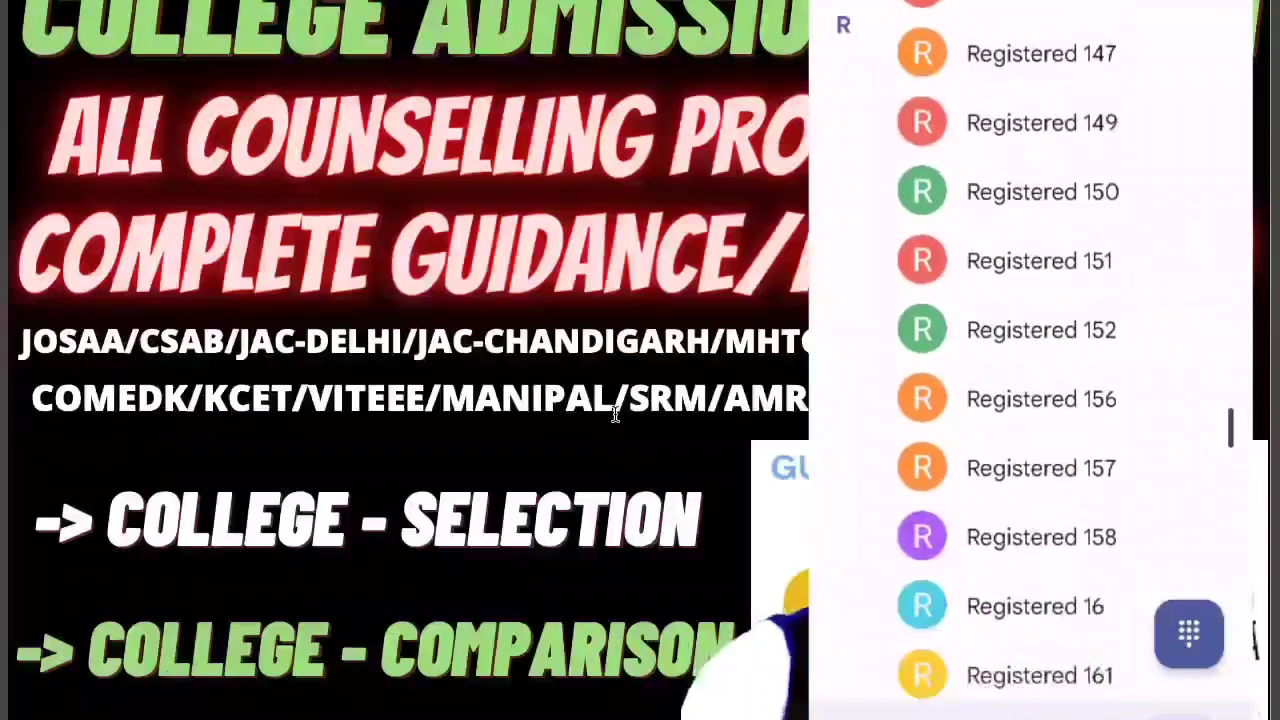 COLLEGE ADMISSIO
ALL COUNSELLING PRO
COMPLETE GUIDANCE/
JOSAA/CSAB/JAC-DELHI/JAC-CHANDIGARH/MHTC
COMEDK/KCET/VITEEE/MANIPAL/SRM/AMR
-> COLLEGE - SELECTION
-> COLLEGE - COMPARISON
GU
R
R Registered 147
R Registered 149
R Registered 150
R Registered 151
R Registered 152
R Registered 156
R Registered 157
R Registered 158
R Registered 16
R Registered 161